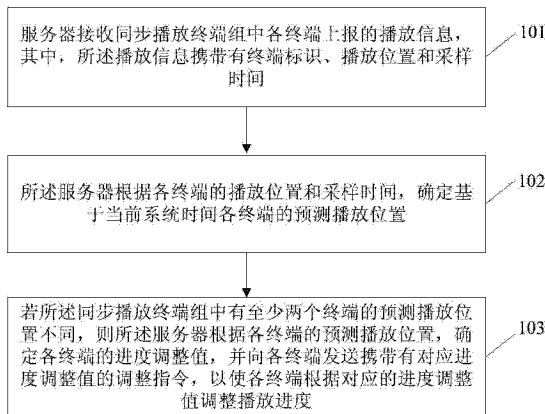 服务器接收同步播放终端组中各终端上报的播放信息，
其中，所述播放信息携带有终端标识、播放位置和采样
时间
101
所述服务器根据各终端的播放位置和采样时间，确定基
于当前系统时间各终端的预测播放位置
102
若所述同步播放终端组中有至少两个终端的预测播放位
置不同，则所述服务器根据各终端的预测播放位置，确
定各终端的进度调整值，并向各终端发送携带有对应进
度调整值的调整指令，以使各终端根据对应的进度调整
值调整播放进度
103